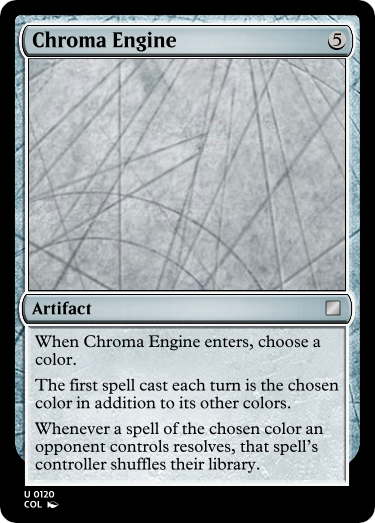 Chroma Engine 5
Artifact
When Chroma Engine enters, choose a
color.
The first spell cast each turn is the chosen
color in addition to its other colors.
Whenever a spell of the chosen color an
opponent controls resolves, that spell's
controller shuffles their library.
U 0120
COL